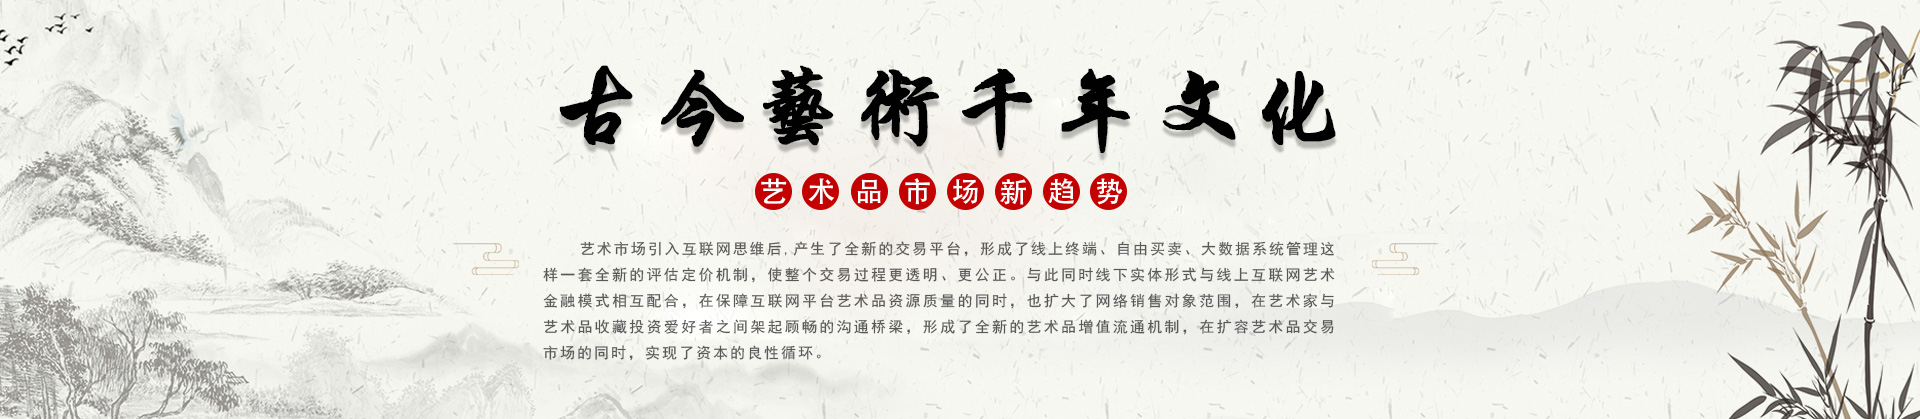 古今藝術千年文化
艺术品市场新趋势
艺术市场引入互联网思维后,产生了全新的交易平台，形成了线上终端、自由买卖、大数据系统管理这
样一套全新的评估定价机制，使整个交易过程更透明、更公正。与此同时线下实体形式与线上互联网艺术
金融模式相互配合，在保障互联网平台艺术品资源质量的同时，也扩大了网络销售对象范围，在艺术家与
艺术品收藏投资爱好者之间架起顾畅的沟通桥梁，形成了全新的艺术品增值流通机制，在扩容艺术品交易
市场的同时，实现了资本的良性循环。